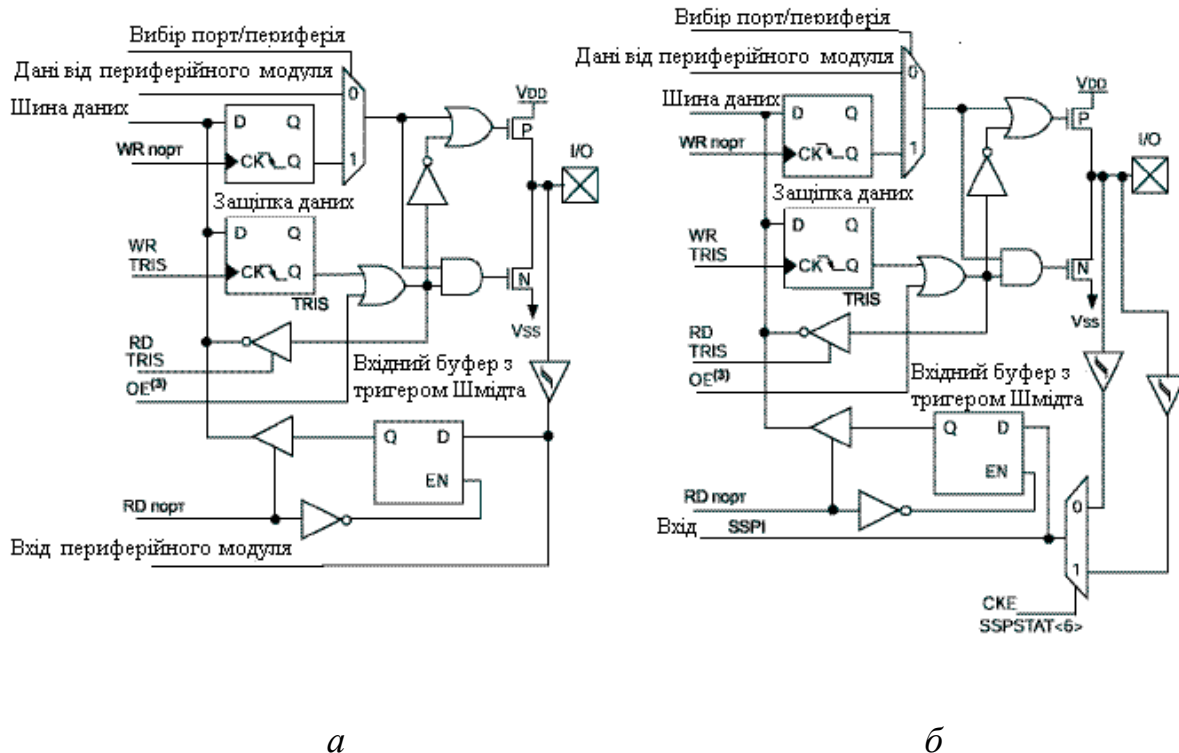 Вибір порт/периферія
Дані від периферійного модуля
Шина даних
0
VDD
D Q
P
WR порт
CK Q
1
I/O
Защіпка даних
D Q
WR
TRIS
CK Q
N
TRIS
Vss
RD
TRIS
Вхідний буфер з
тригером Шмідта
OE(3)
Q D
EN
RD порт
Вхід периферійного модуля
а
Вибір порт/периферія
Дані від периферійного модуля
0
Шина даних
VDD
D Q
P
WR порт
CK Q
1
I/O
Защіпка даних
D Q
WR
TRIS
CK Q
N
TRIS
Vss
RD
TRIS
Вхідний буфер з
тригером Шмідта
OE(3)
Q D
EN
RD порт
0
Вхід SSPI
1
CKE
SSPSTAT<6>
б